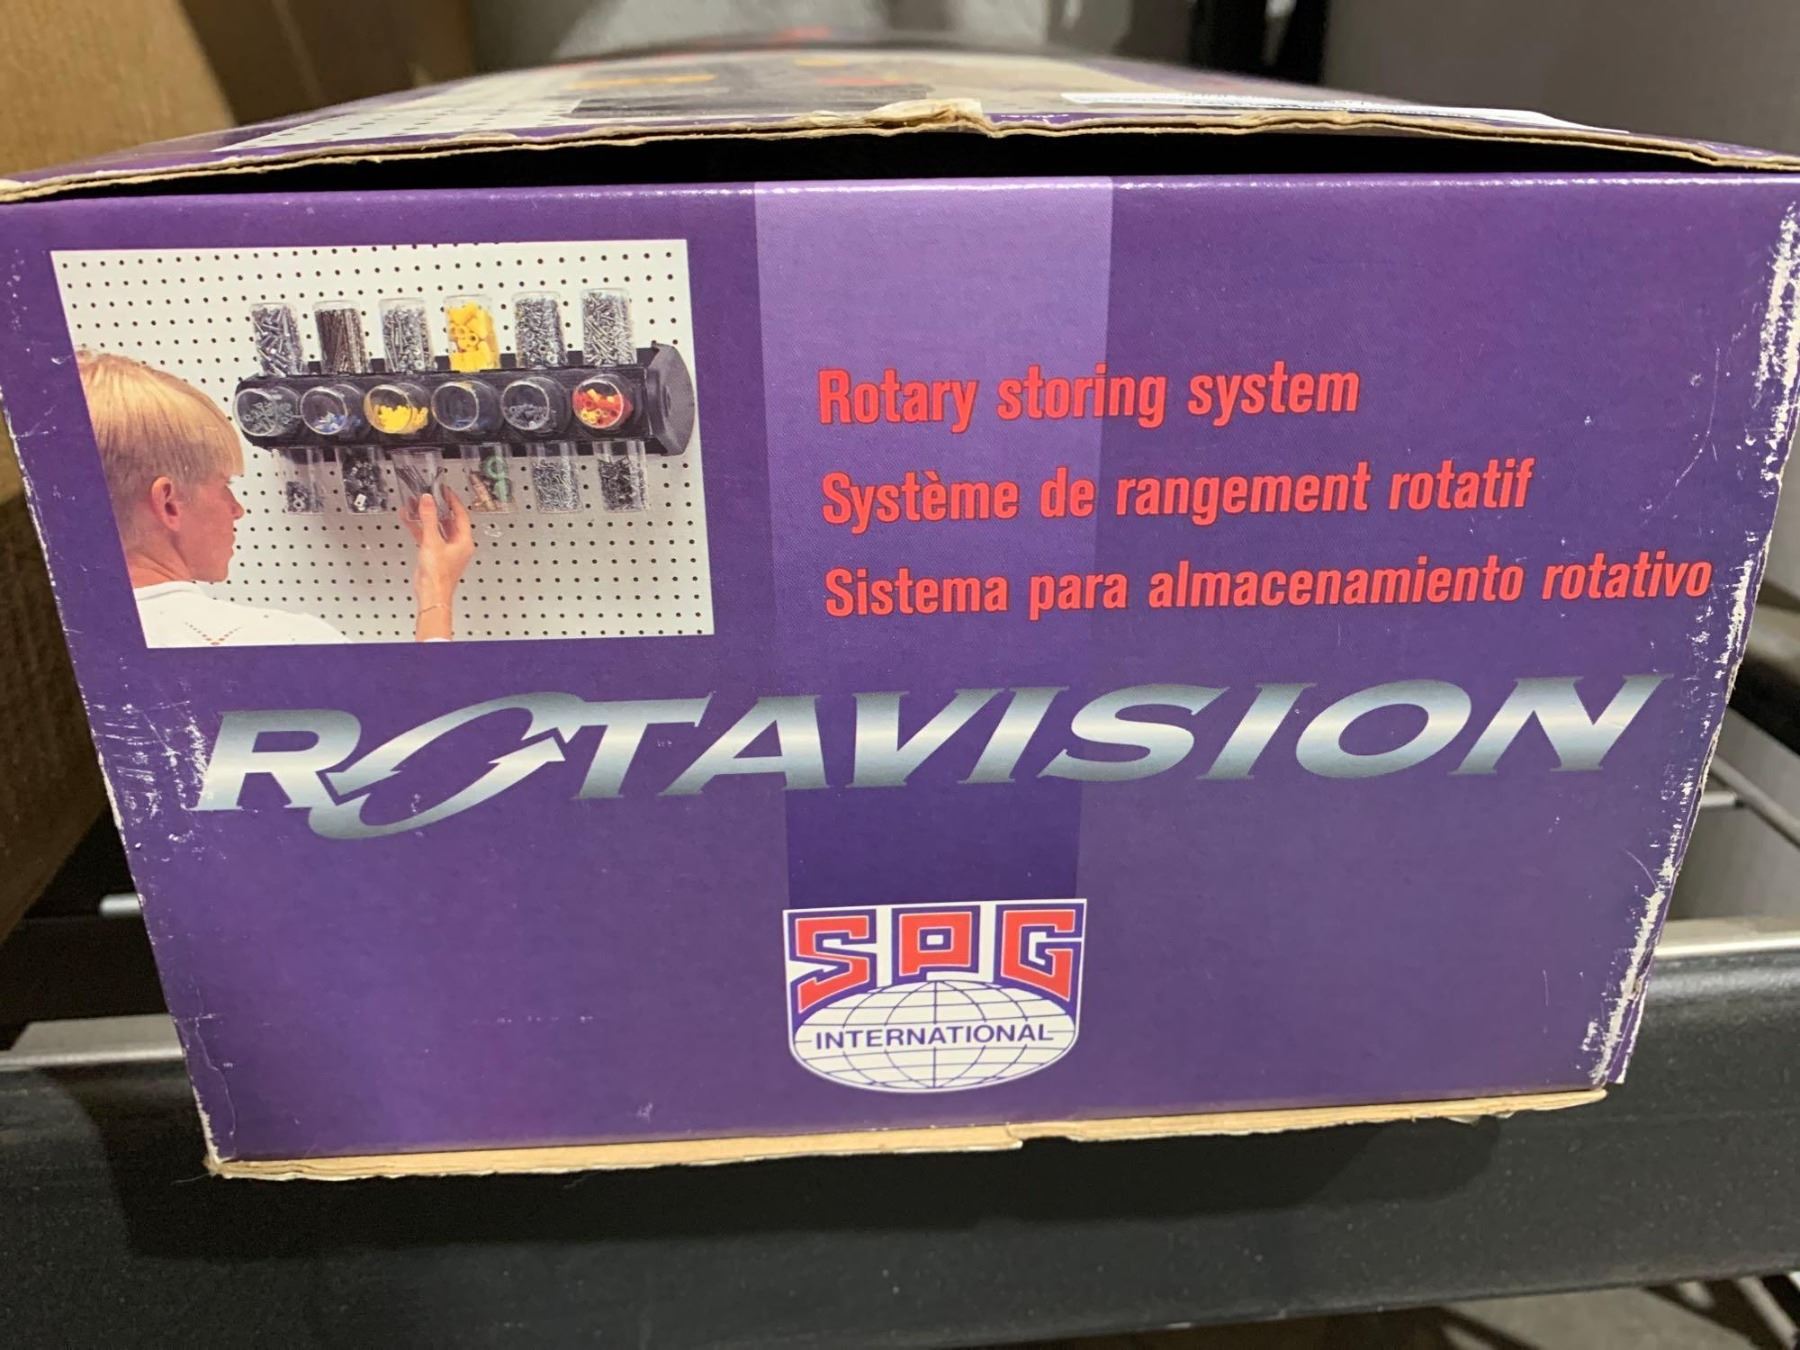 Rotary storing system
Système de rangement rotatif
Sistema para almacenamiento rotativo
ROTAVISION
SPG
INTERNATIONAL